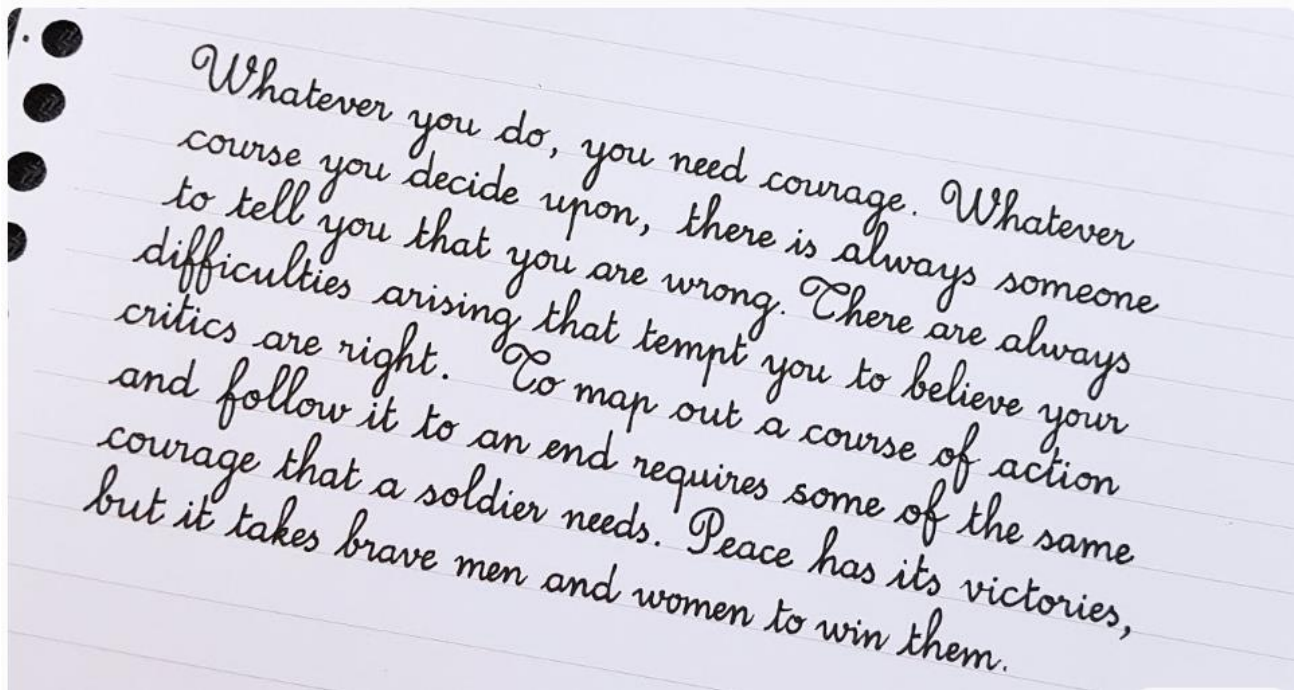 Whatever you do, you need courage. Whatever
course you decide upon, there is always someone
to tell you that you are wrong. There are always
difficulties arising that tempt you to believe your
critics are right. To map out a course of action
and follow it to an end requires some of the same
courage that a soldier needs. Peace has its victories,
but it takes brave men and women to win them.